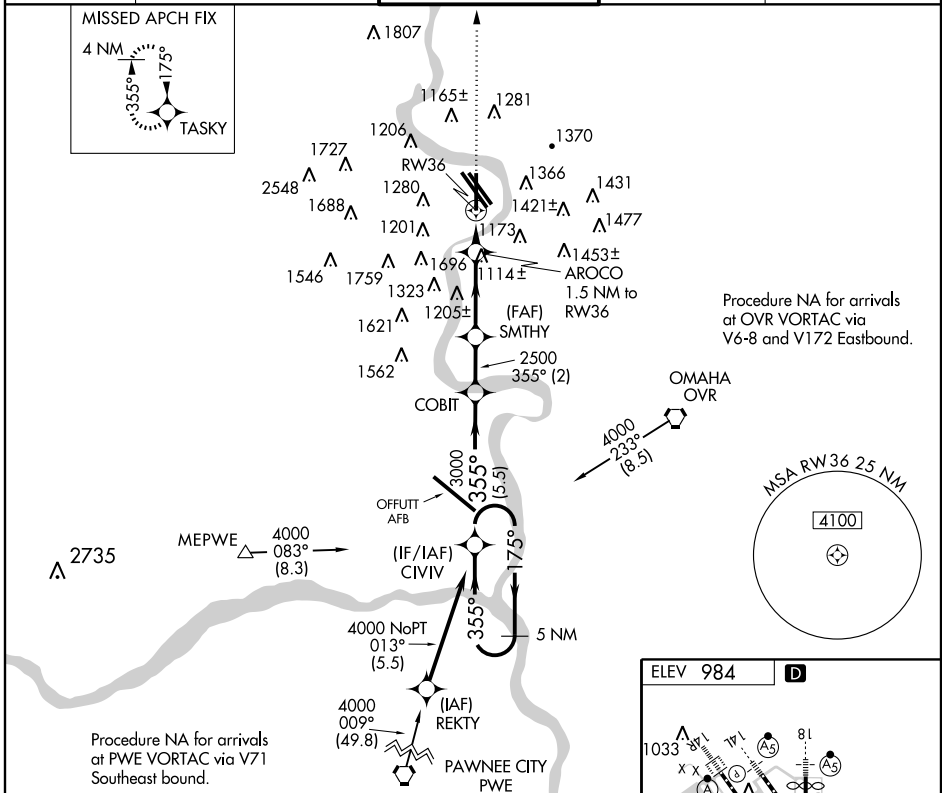 MISSED APCH FIX
4 NM
355°
175°
TASKY
1807
1165±
1281
1206
1370
RW36
1727
2548
1280
1366
1431
1688
1421±
1201
1173
1477
1546
1759
1696
1114±
1453±
AROCO
1.5 NM to
RW36
1323
1205±
1621
(FAF)
SMTHY
1562
2500
355° (2)
COBIT
Procedure NA for arrivals
at OVR VORTAC via
V6-8 and V172 Eastbound.
OMAHA
OVR
4000
233°
(8.5)
3000
355°
(5.5)
OFFUTT
AFB
MSA RW36 25 NM
4100
2735
MEPWE
4000
083°
(8.3)
(IF/IAF)
CIVIV
175°
355°
5 NM
4000 NoPT
013°
(5.5)
(IAF)
REKTY
4000
009°
(49.8)
PAWNEE CITY
PWE
Procedure NA for arrivals
at PWE VORTAC via V71
Southeast bound.
ELEV 984
D
1033
14R
14L
18
A5
A5
X X
P
A